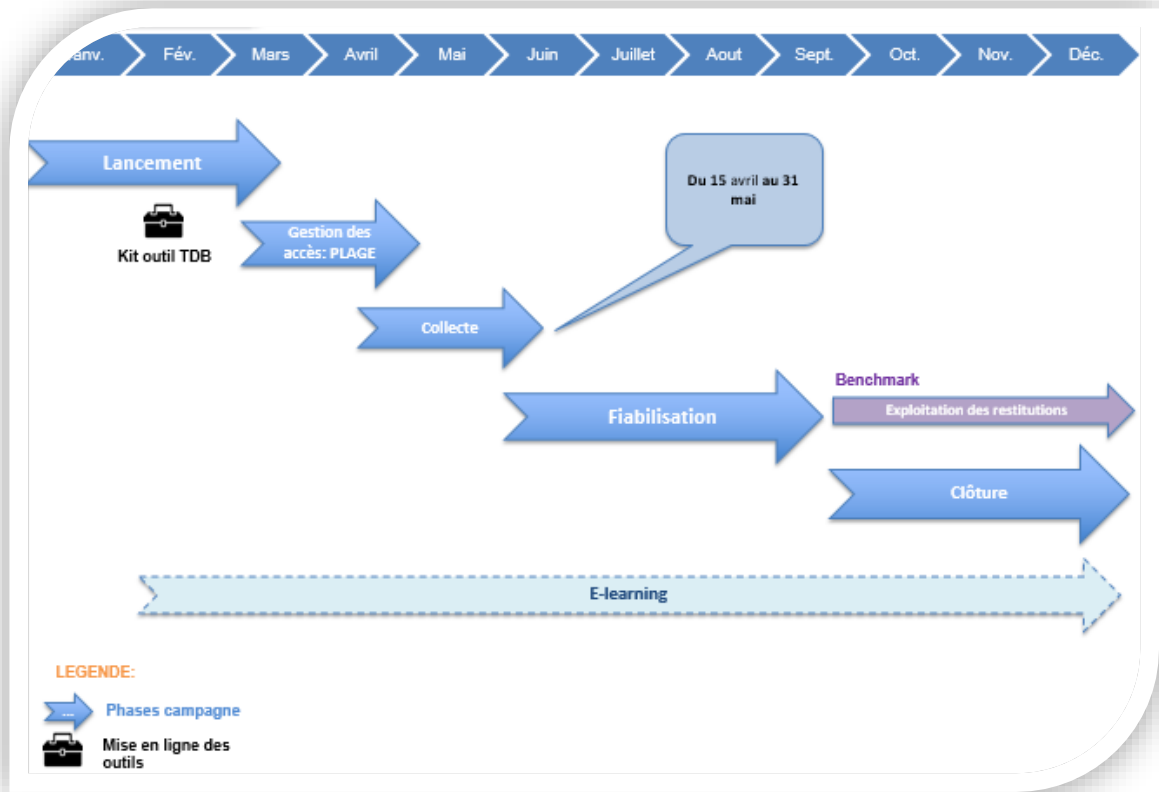 anv.
Fév.
Mars
Avril
Mai
Juin
Juillet
Aout
Sept.
Oct.
Nov.
Déc.
Lancement
Du 15 avril au 31
mai
Kit outil TDB
Gestion des
accès: PLAGE
Collecte
Benchmark
Exploitation des restitutions
Fiabilisation
Clôture
E-learning
LEGENDE:
...
Phases campagne
Mise en ligne des
outils